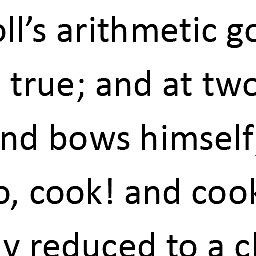 oll’s arithmetic go
true; and at two
nd bows himself,
o, cook! and cook
y reduced to a cl